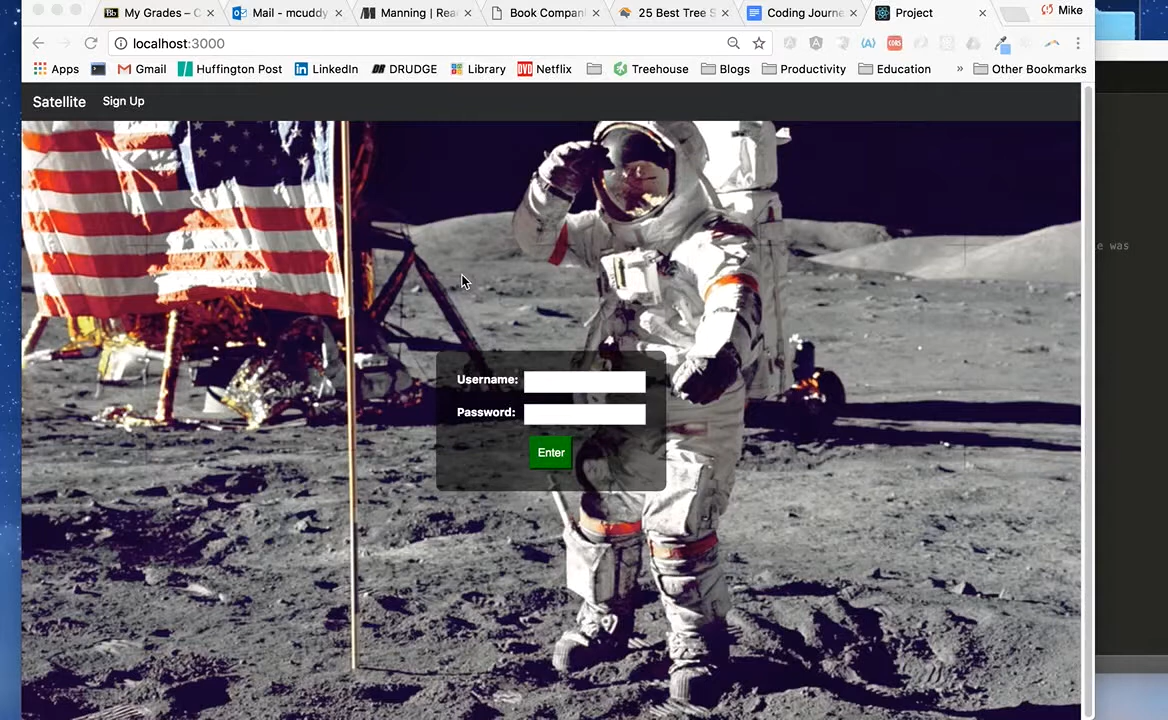 My Grades – C
Mail - mcuddy
Manning | Rea
Book Compan
25 Best Tree S
Coding Journe
Project
Mike
localhost:3000
Apps
Gmail
Huffington Post
LinkedIn
DRUDGE
Library
Netflix
Treehouse
Blogs
Productivity
Education
»
Other Bookmarks
Satellite
Sign Up
e was
Username:
Password:
Enter